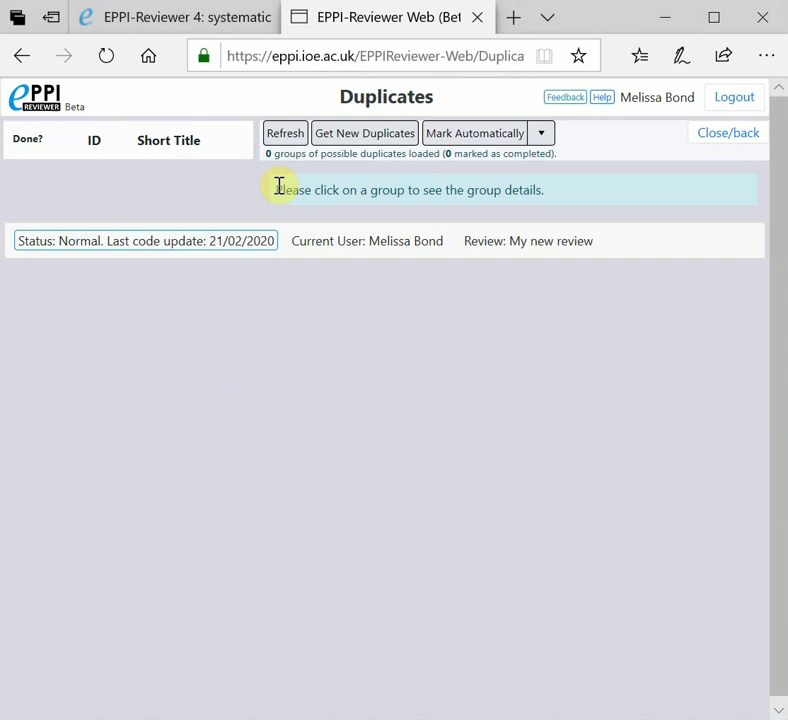 EPPI-Reviewer 4: systematic
EPPI-Reviewer Web (Bet
https://eppi.ioe.ac.uk/EPPIReviewer-Web/Duplica
ePPI REVIEWER Beta
Duplicates
Feedback Help Melissa Bond Logout
Done? ID Short Title
Refresh Get New Duplicates Mark Automatically Close/back
0 groups of possible duplicates loaded (0 marked as completed).
Please click on a group to see the group details.
Status: Normal. Last code update: 21/02/2020 Current User: Melissa Bond Review: My new review